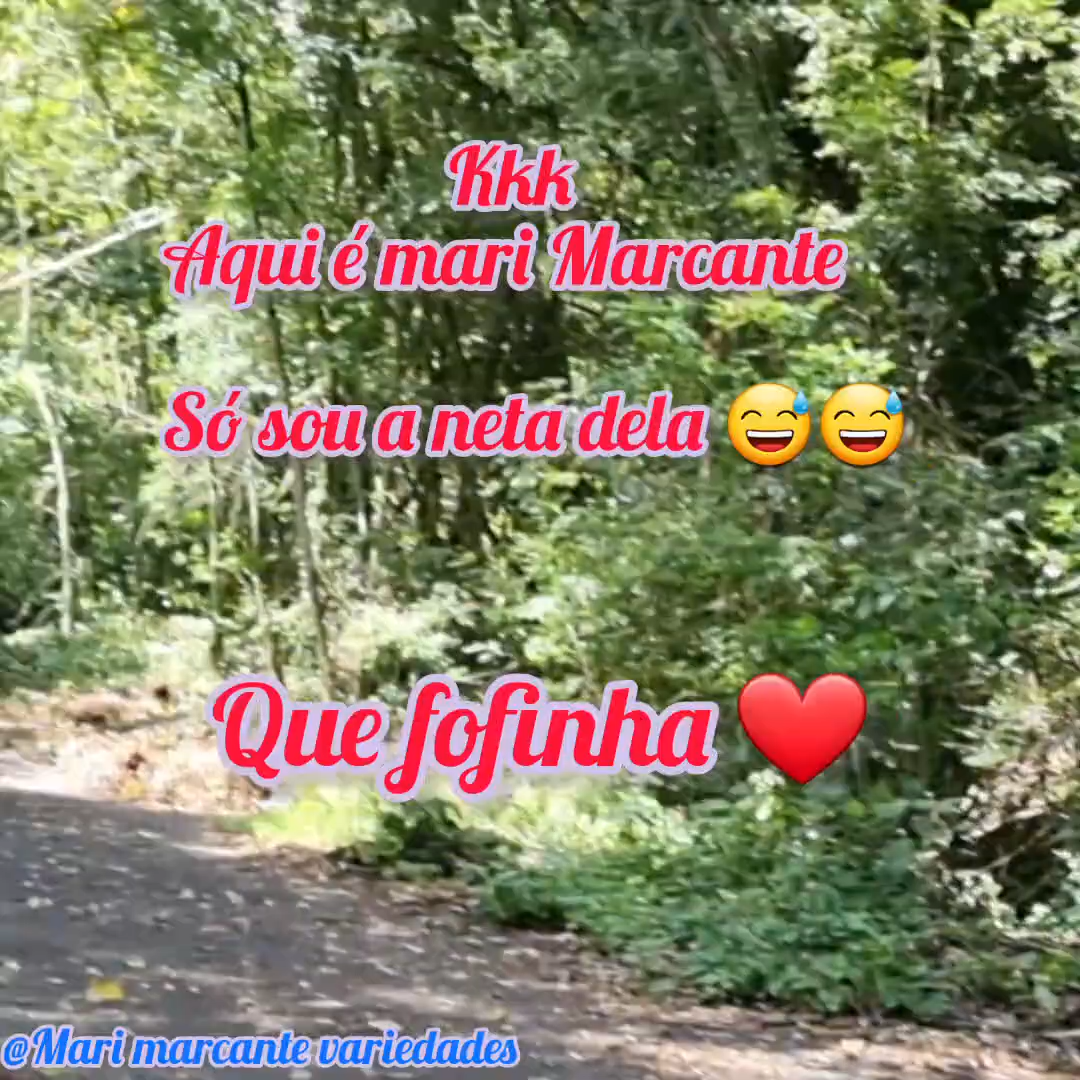 Kkk
Aqui é mari Marcante
Só sou a neta dela 😅😅
Que fofinha ❤️
@Mari marcante variedades